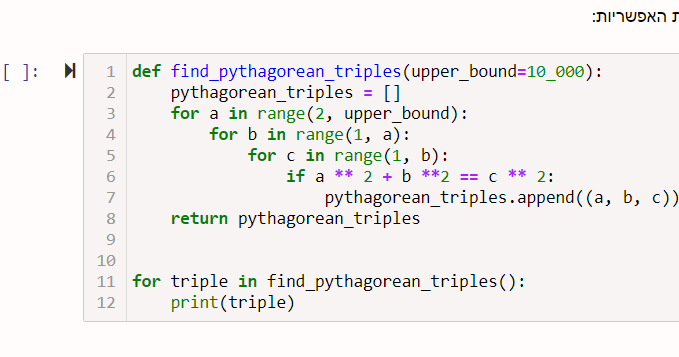 ת האפשריות:
[ ]: 1 def find_pythagorean_triples(upper_bound=10_000):
2     pythagorean_triples = []
3     for a in range(2, upper_bound):
4         for b in range(1, a):
5             for c in range(1, b):
6                 if a ** 2 + b **2 == c ** 2:
7                     pythagorean_triples.append((a, b, c))
8     return pythagorean_triples
9
10
11 for triple in find_pythagorean_triples():
12     print(triple)